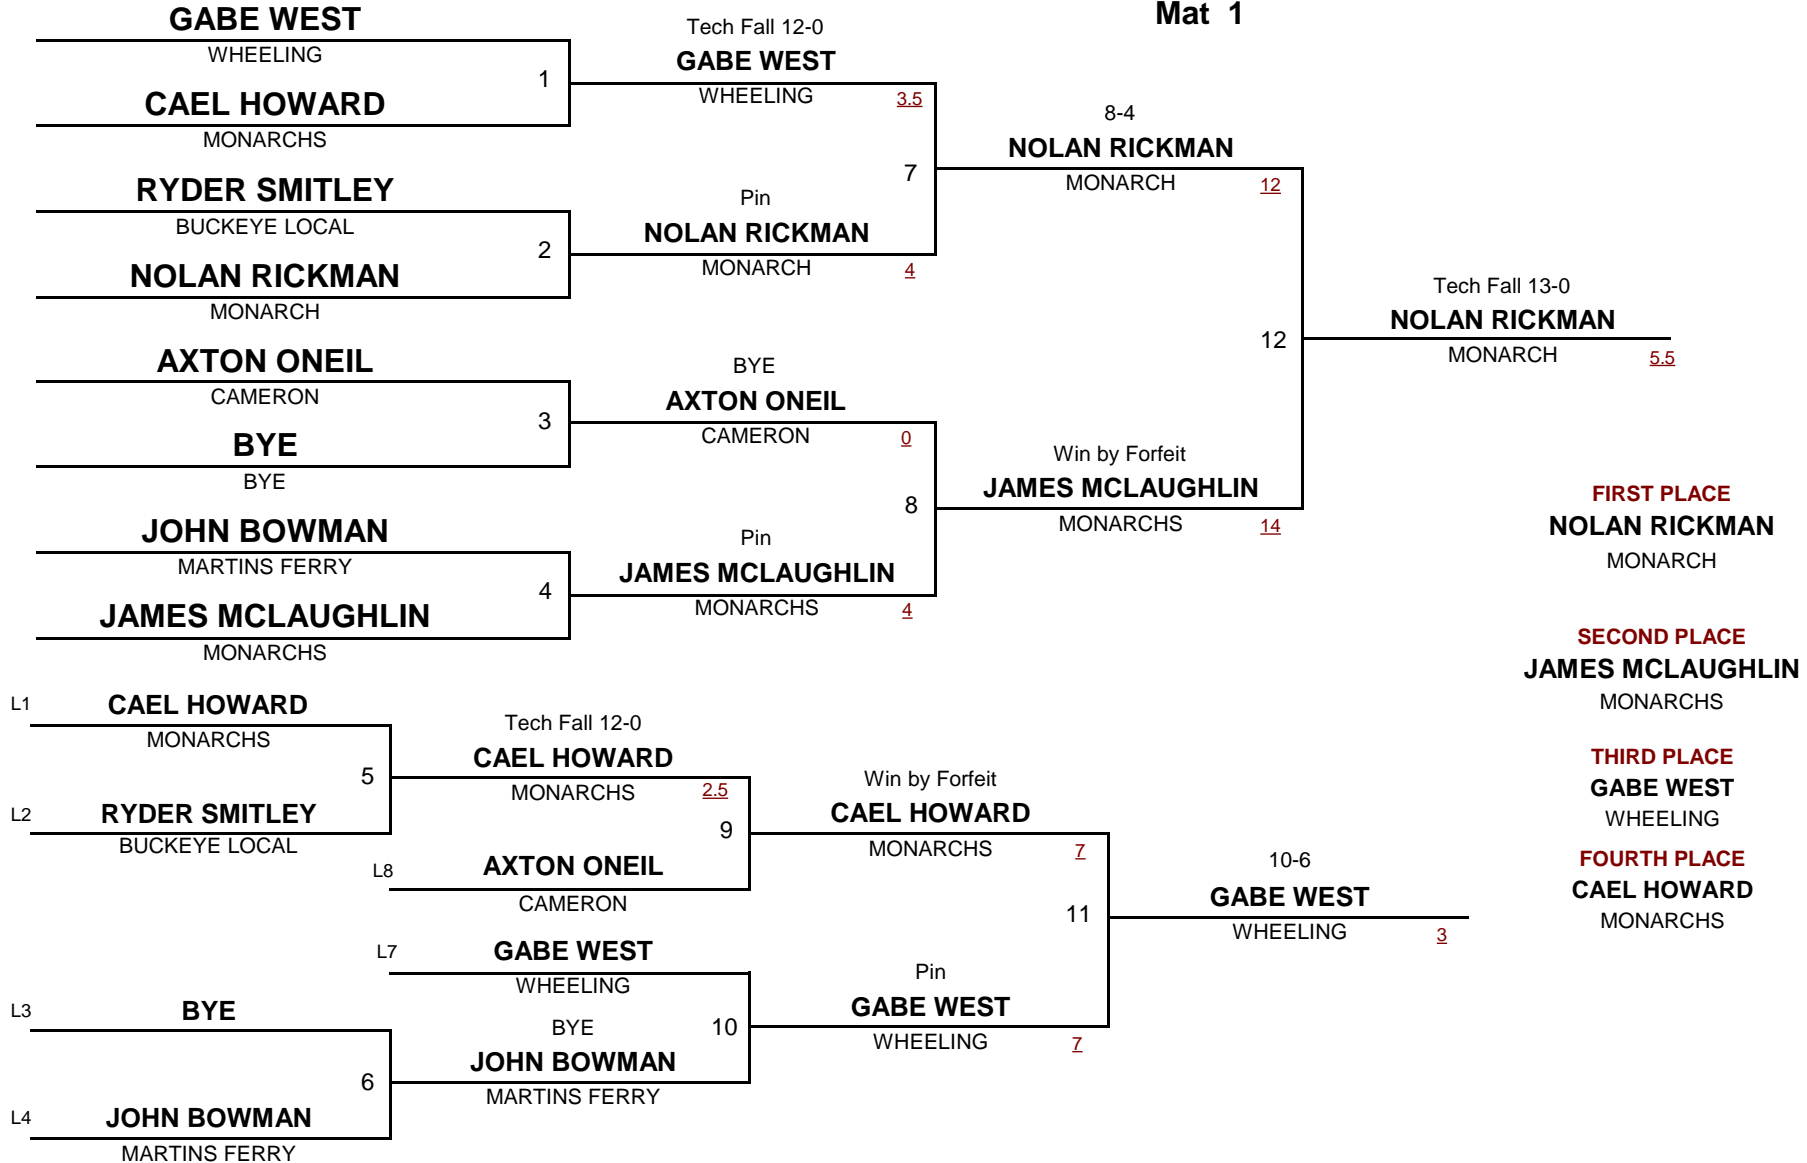 Mat 1
GABE WEST
WHEELING
1
CAEL HOWARD
MONARCHS
RYDER SMITLEY
BUCKEYE LOCAL
2
NOLAN RICKMAN
MONARCH
AXTON ONEIL
CAMERON
3
BYE
BYE
JOHN BOWMAN
MARTINS FERRY
4
JAMES MCLAUGHLIN
MONARCHS
Tech Fall 12-0
GABE WEST
WHEELING
3.5
7
Pin
NOLAN RICKMAN
MONARCH
4
BYE
AXTON ONEIL
CAMERON
0
8
Pin
JAMES MCLAUGHLIN
MONARCHS
4
8-4
NOLAN RICKMAN
MONARCH
12
12
Win by Forfeit
JAMES MCLAUGHLIN
MONARCHS
14
Tech Fall 13-0
NOLAN RICKMAN
MONARCH
5.5
FIRST PLACE
NOLAN RICKMAN
MONARCH
SECOND PLACE
JAMES MCLAUGHLIN
MONARCHS
THIRD PLACE
GABE WEST
WHEELING
FOURTH PLACE
CAEL HOWARD
MONARCHS
L1
CAEL HOWARD
MONARCHS
5
L2
RYDER SMITLEY
BUCKEYE LOCAL
L3
BYE
6
L4
JOHN BOWMAN
MARTINS FERRY
Tech Fall 12-0
CAEL HOWARD
MONARCHS
2.5
9
L8
AXTON ONEIL
CAMERON
L7
GABE WEST
WHEELING
10
BYE
JOHN BOWMAN
MARTINS FERRY
Win by Forfeit
CAEL HOWARD
MONARCHS
7
11
Pin
GABE WEST
WHEELING
7
10-6
GABE WEST
WHEELING
3